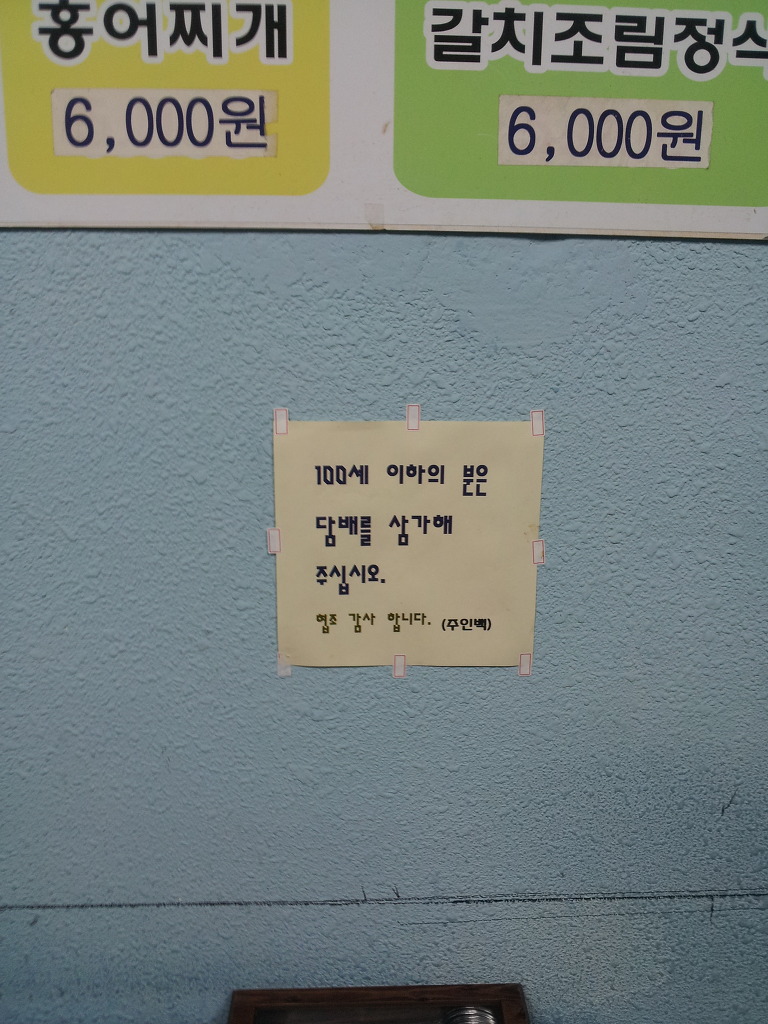 홍어찌개
갈치조림정식
6,000원
6,000원
100세 이하의 분은
담배를 삼가해
주십시오.
협조 감사 합니다. (주인백)